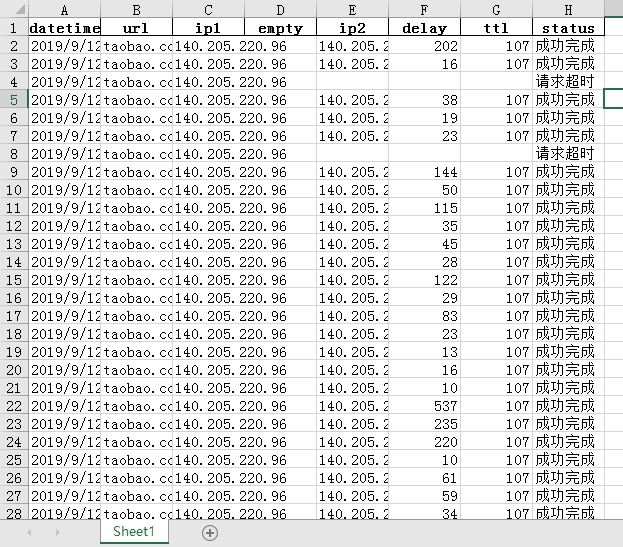 A B C D E F G H
1 datetime url ip1 empty ip2 delay ttl status
2 2019/9/12 taobao.cc 140.205.220.96 140.205.2 202 107 成功完成
3 2019/9/12 taobao.cc 140.205.220.96 140.205.2 16 107 成功完成
4 2019/9/12 taobao.cc 140.205.220.96 请求超时
5 2019/9/12 taobao.cc 140.205.220.96 140.205.2 38 107 成功完成
6 2019/9/12 taobao.cc 140.205.220.96 140.205.2 19 107 成功完成
7 2019/9/12 taobao.cc 140.205.220.96 140.205.2 23 107 成功完成
8 2019/9/12 taobao.cc 140.205.220.96 请求超时
9 2019/9/12 taobao.cc 140.205.220.96 140.205.2 144 107 成功完成
10 2019/9/12 taobao.cc 140.205.220.96 140.205.2 50 107 成功完成
11 2019/9/12 taobao.cc 140.205.220.96 140.205.2 115 107 成功完成
12 2019/9/12 taobao.cc 140.205.220.96 140.205.2 35 107 成功完成
13 2019/9/12 taobao.cc 140.205.220.96 140.205.2 45 107 成功完成
14 2019/9/12 taobao.cc 140.205.220.96 140.205.2 28 107 成功完成
15 2019/9/12 taobao.cc 140.205.220.96 140.205.2 122 107 成功完成
16 2019/9/12 taobao.cc 140.205.220.96 140.205.2 29 107 成功完成
17 2019/9/12 taobao.cc 140.205.220.96 140.205.2 83 107 成功完成
18 2019/9/12 taobao.cc 140.205.220.96 140.205.2 23 107 成功完成
19 2019/9/12 taobao.cc 140.205.220.96 140.205.2 13 107 成功完成
20 2019/9/12 taobao.cc 140.205.220.96 140.205.2 16 107 成功完成
21 2019/9/12 taobao.cc 140.205.220.96 140.205.2 10 107 成功完成
22 2019/9/12 taobao.cc 140.205.220.96 140.205.2 537 107 成功完成
23 2019/9/12 taobao.cc 140.205.220.96 140.205.2 235 107 成功完成
24 2019/9/12 taobao.cc 140.205.220.96 140.205.2 220 107 成功完成
25 2019/9/12 taobao.cc 140.205.220.96 140.205.2 10 107 成功完成
26 2019/9/12 taobao.cc 140.205.220.96 140.205.2 61 107 成功完成
27 2019/9/12 taobao.cc 140.205.220.96 140.205.2 59 107 成功完成
28 2019/9/12 taobao.cc 140.205.220.96 140.205.2 34 107 成功完成
Sheet1